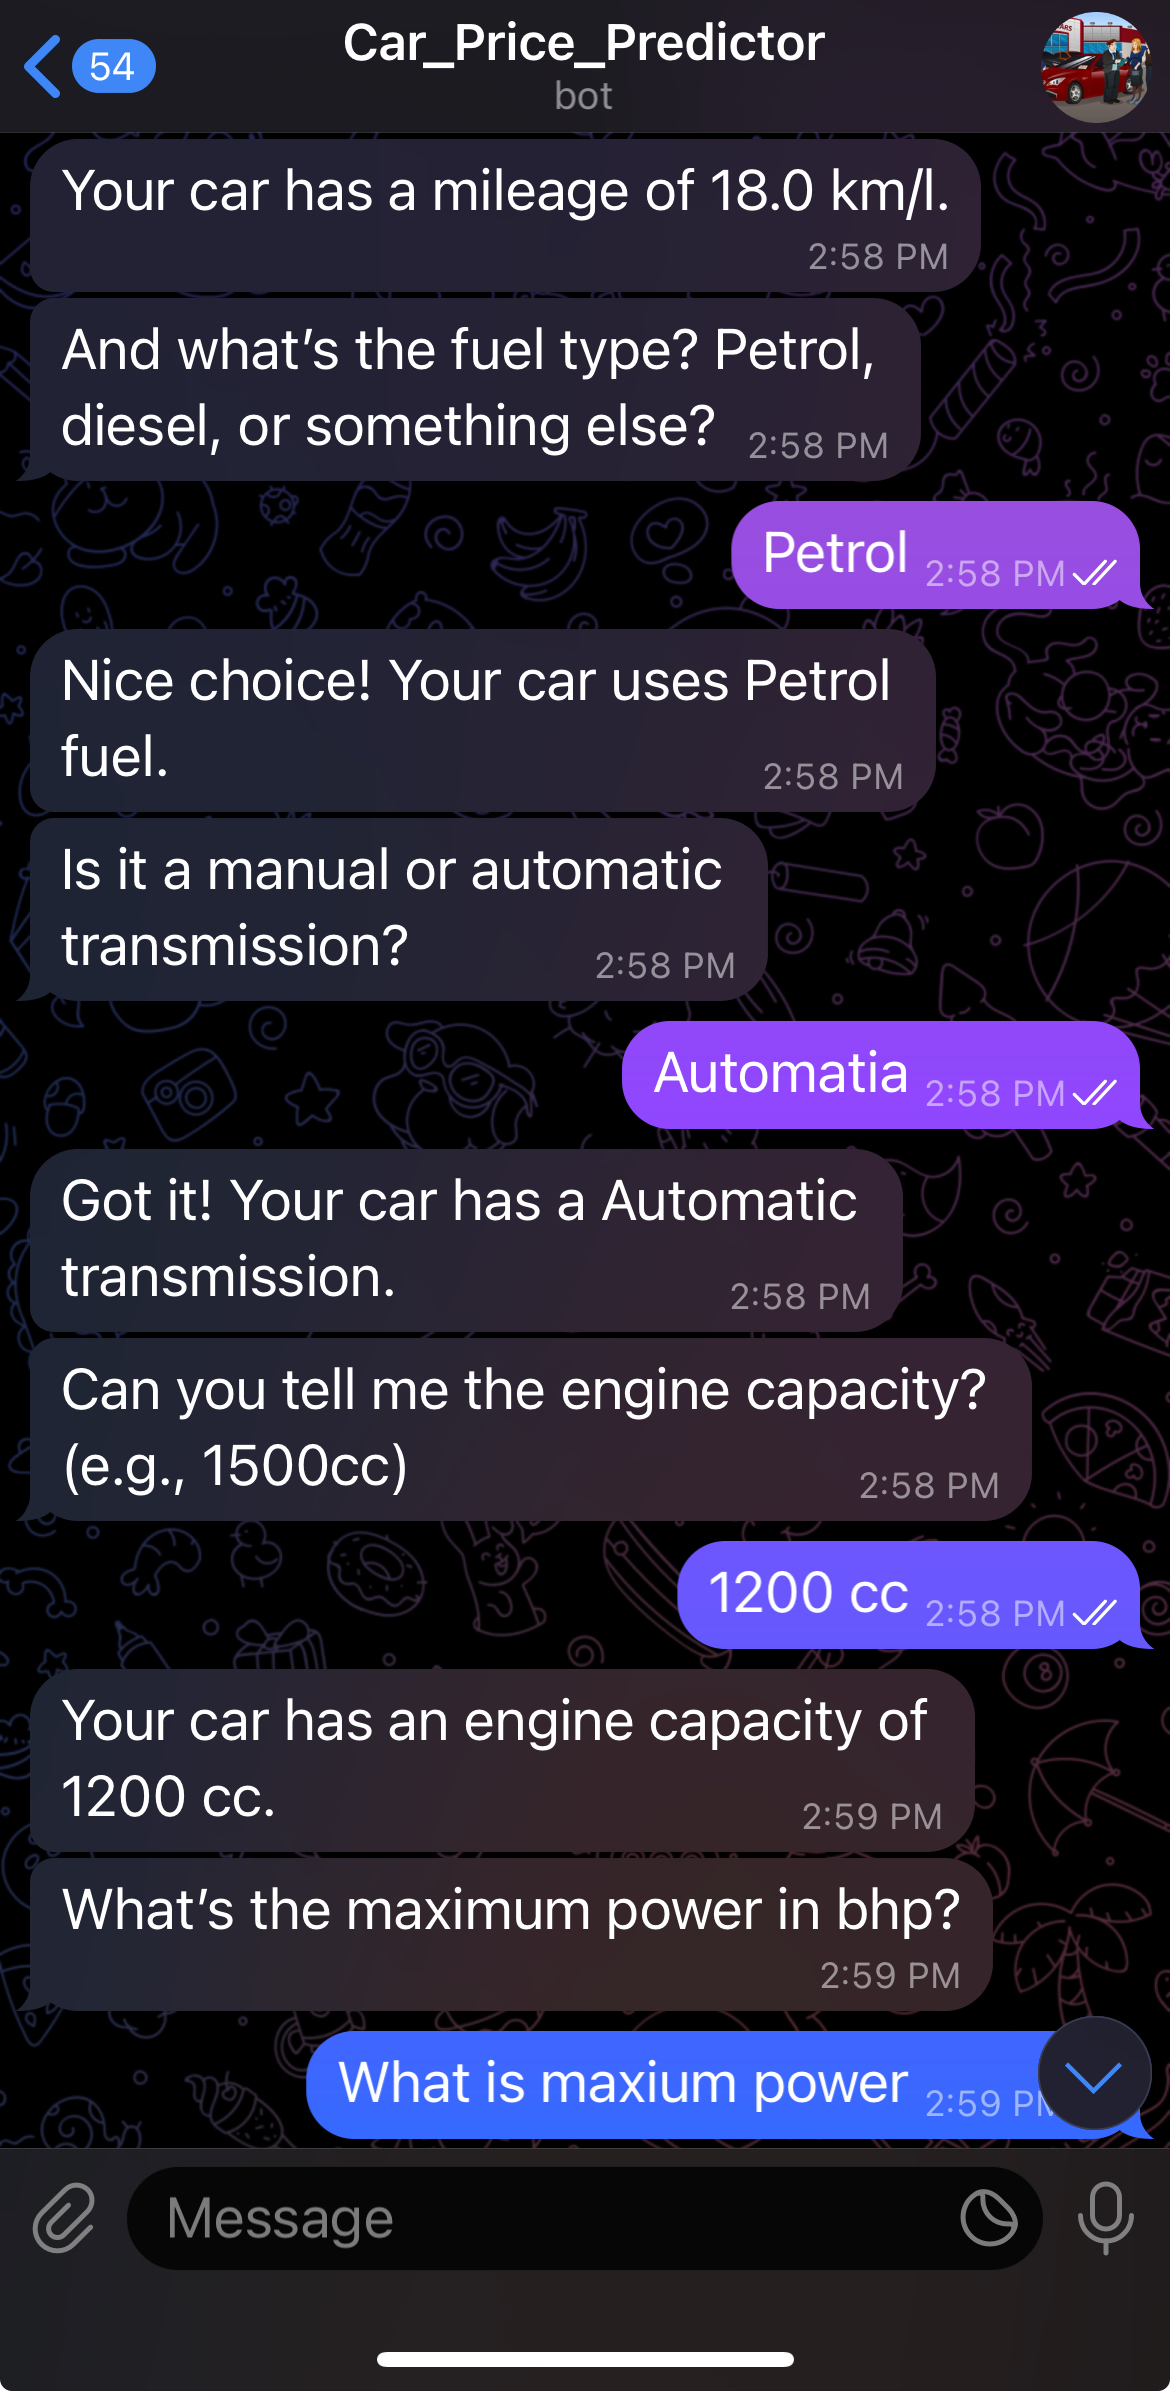 54
Car_Price_Predictor
bot
Your car has a mileage of 18.0 km/l.
2:58 PM
And what's the fuel type? Petrol,
diesel, or something else? 2:58 PM
Petrol 2:58 PM
Nice choice! Your car uses Petrol
fuel. 2:58 PM
Is it a manual or automatic
transmission? 2:58 PM
Automatia 2:58 PM
Got it! Your car has a Automatic
transmission. 2:58 PM
Can you tell me the engine capacity?
(e.g., 1500cc) 2:58 PM
1200 cc 2:58 PM
Your car has an engine capacity of
1200 cc. 2:59 PM
What's the maximum power in bhp?
2:59 PM
What is maxium power 2:59
Message